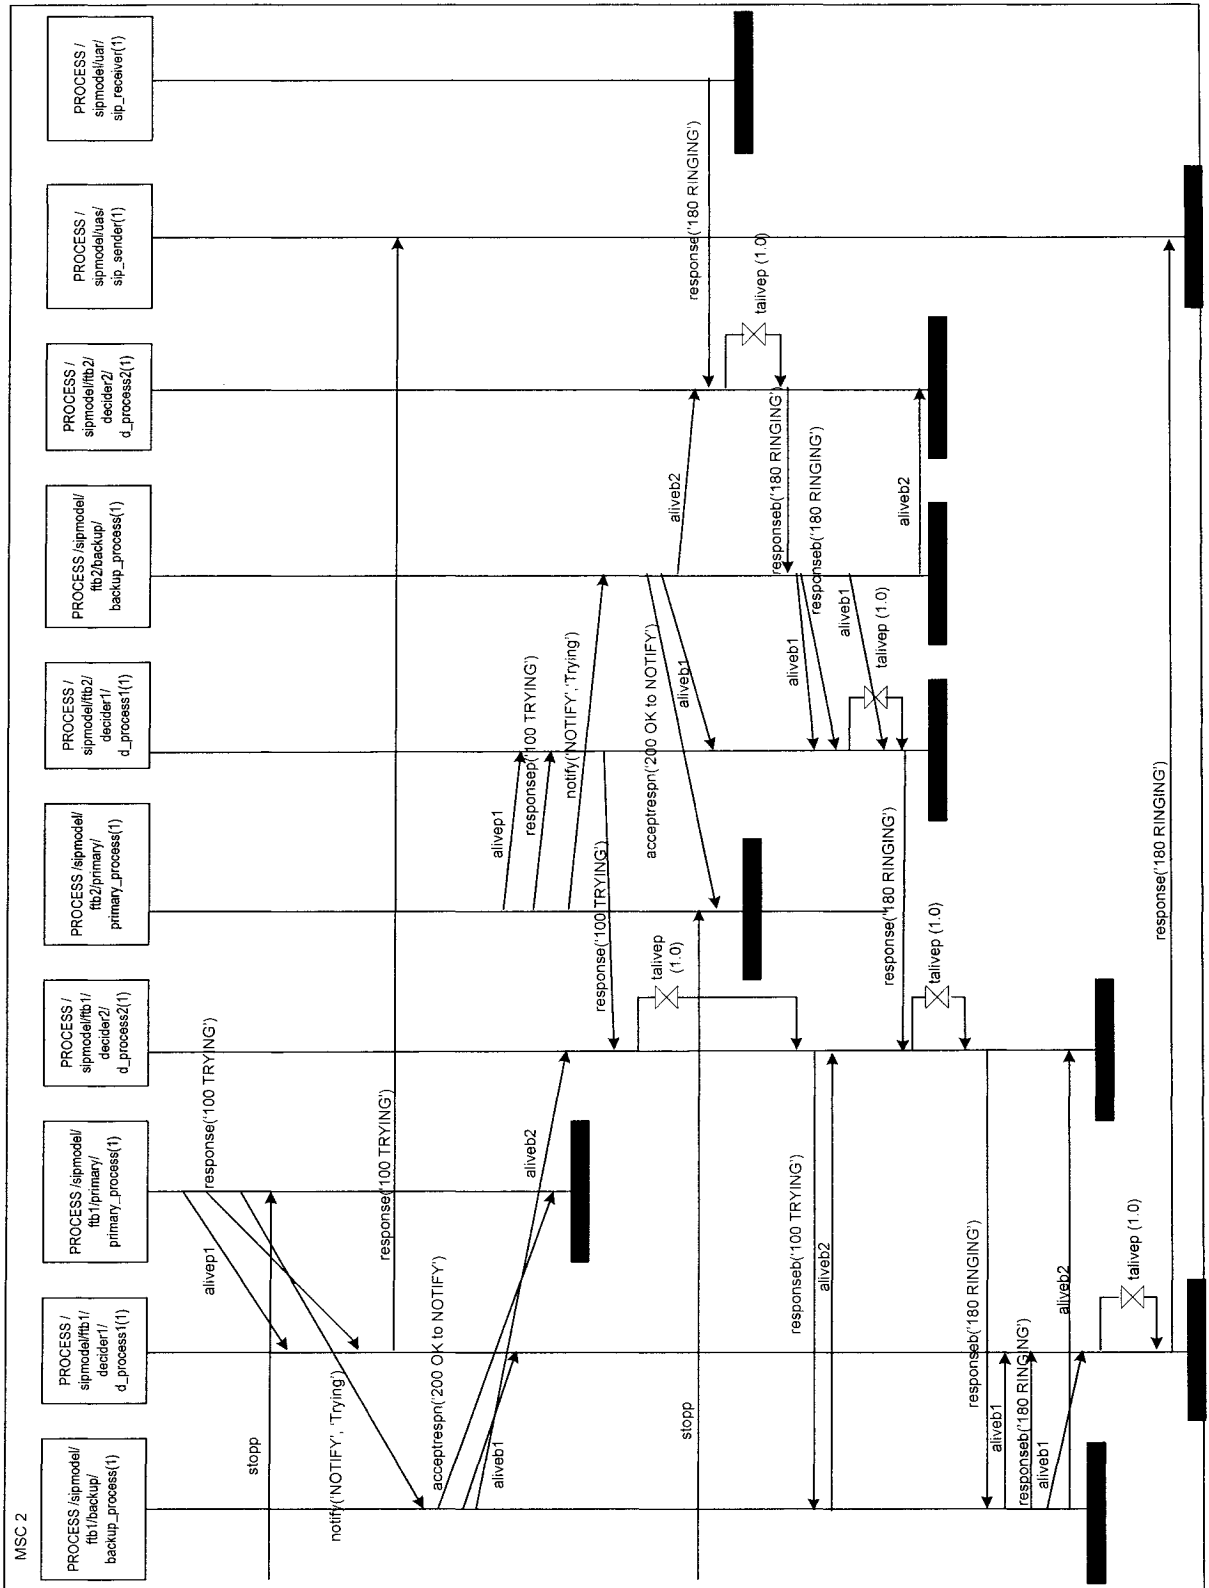 MSC 2
PROCESS /sipmodel/
ftb1/backup/
backup_process(1)
PROCESS /
sipmodel/ftb1/
decider1/
d_process1(1)
PROCESS /sipmodel/
ftb1/primary/
primary_process(1)
PROCESS /
sipmodel/ftb1/
decider2/
d_process2(1)
PROCESS /sipmodel/
ftb2/primary/
primary_process(1)
PROCESS /
sipmodel/ftb2/
decider1/
d_process1(1)
PROCESS /sipmodel/
ftb2/backup/
backup_process(1)
PROCESS /
sipmodel/ftb2/
decider2/
d_process2(1)
PROCESS /
sipmodel/uas/
sip_sender(1)
PROCESS /
sipmodel/uar/
sip_receiver(1)
alivep1
response('100 TRYING')
stopp
notify('NOTIFY', 'Trying')
response('100 TRYING')
acceptrespn('200 OK to NOTIFY')
aliveb1
aliveb2
alivep1
responsep('100 TRYING')
notify('NOTIFY', 'Trying')
response('100 TRYING')
acceptrespn('200 OK to NOTIFY')
aliveb1
aliveb2
talivep
(1.0)
stopp
response('180 RINGING')
talivep (1.0)
responseb('180 RINGING')
aliveb1
responseb('180 RINGING')
responseb('100 TRYING')
aliveb2
aliveb1
talivep (1.0)
response('180 RINGING')
aliveb2
talivep (1.0)
responseb('180 RINGING')
aliveb1
responseb('180 RINGING')
aliveb1
aliveb2
talivep (1.0)
response('180 RINGING')